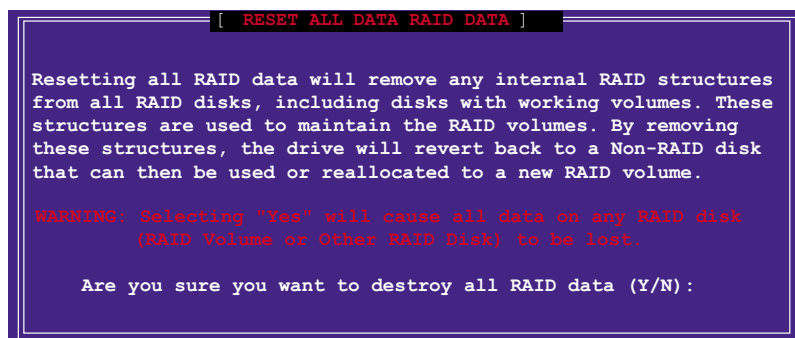 [ RESET ALL DATA RAID DATA ]
Resetting all RAID data will remove any internal RAID structures
from all RAID disks, including disks with working volumes. These
structures are used to maintain the RAID volumes. By removing
these structures, the drive will revert back to a Non-RAID disk
that can then be used or reallocated to a new RAID volume.
WARNING: Selecting "Yes" will cause all data on any RAID disk
(RAID Volume or Other RAID Disk) to be lost.
Are you sure you want to destroy all RAID data (Y/N):